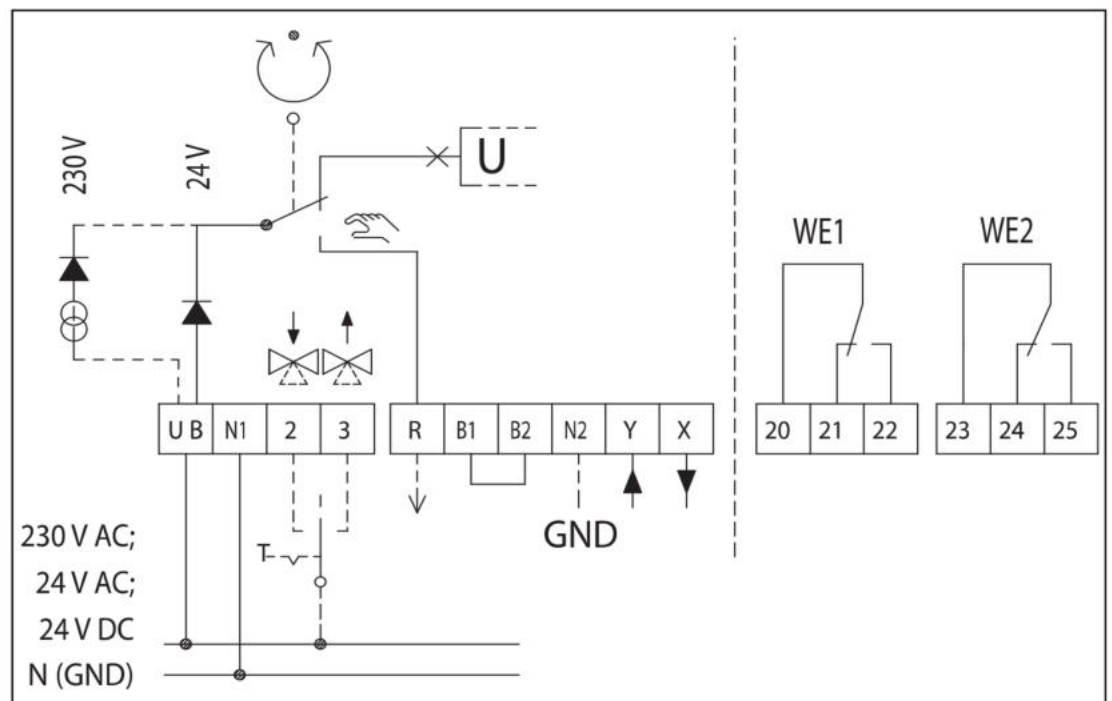 230 V
24 V
U
WE1
WE2
U B N1 2 3
R B1 B2 N2 Y X
20 21 22
23 24 25
GND
T
230 V AC;
24 V AC;
24 V DC
N (GND)